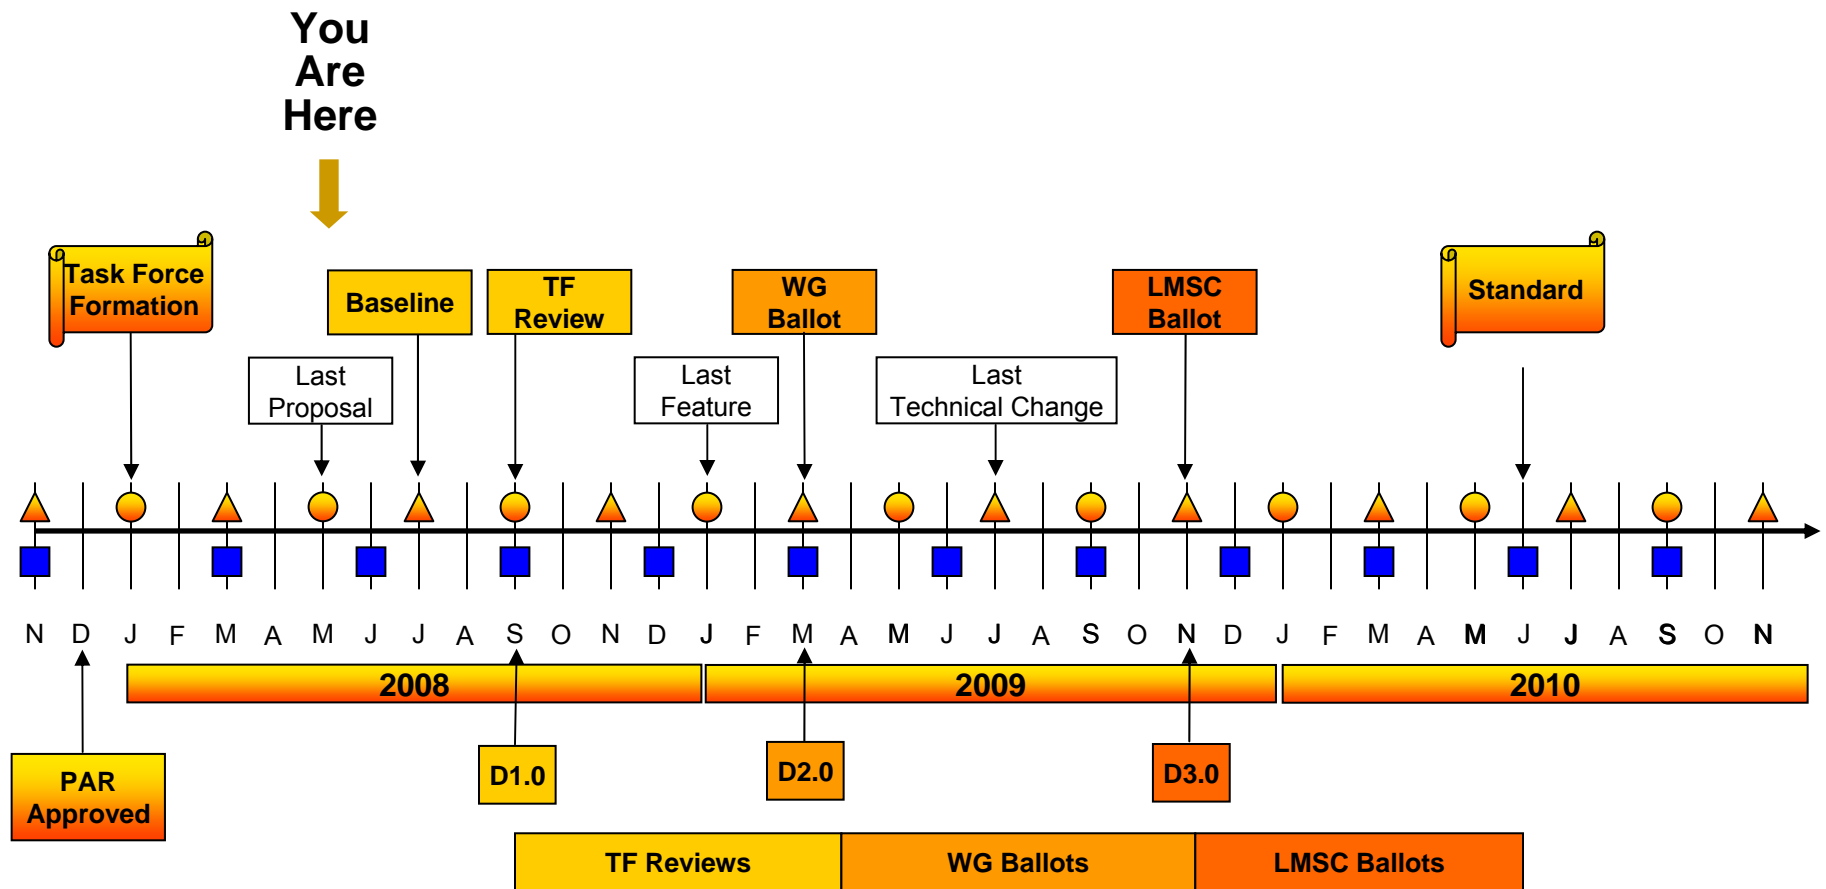 You
Are
Here
Task Force
Formation
Baseline
TF
Review
WG
Ballot
LMSC
Ballot
Standard
Last
Proposal
Last
Feature
Last
Technical Change
N D J F M A M J J A S O N D J F M A M J J A S O N D J F M A M J J A S O N
2008 2009 2010
PAR
Approved
D1.0
D2.0
D3.0
TF Reviews WG Ballots LMSC Ballots